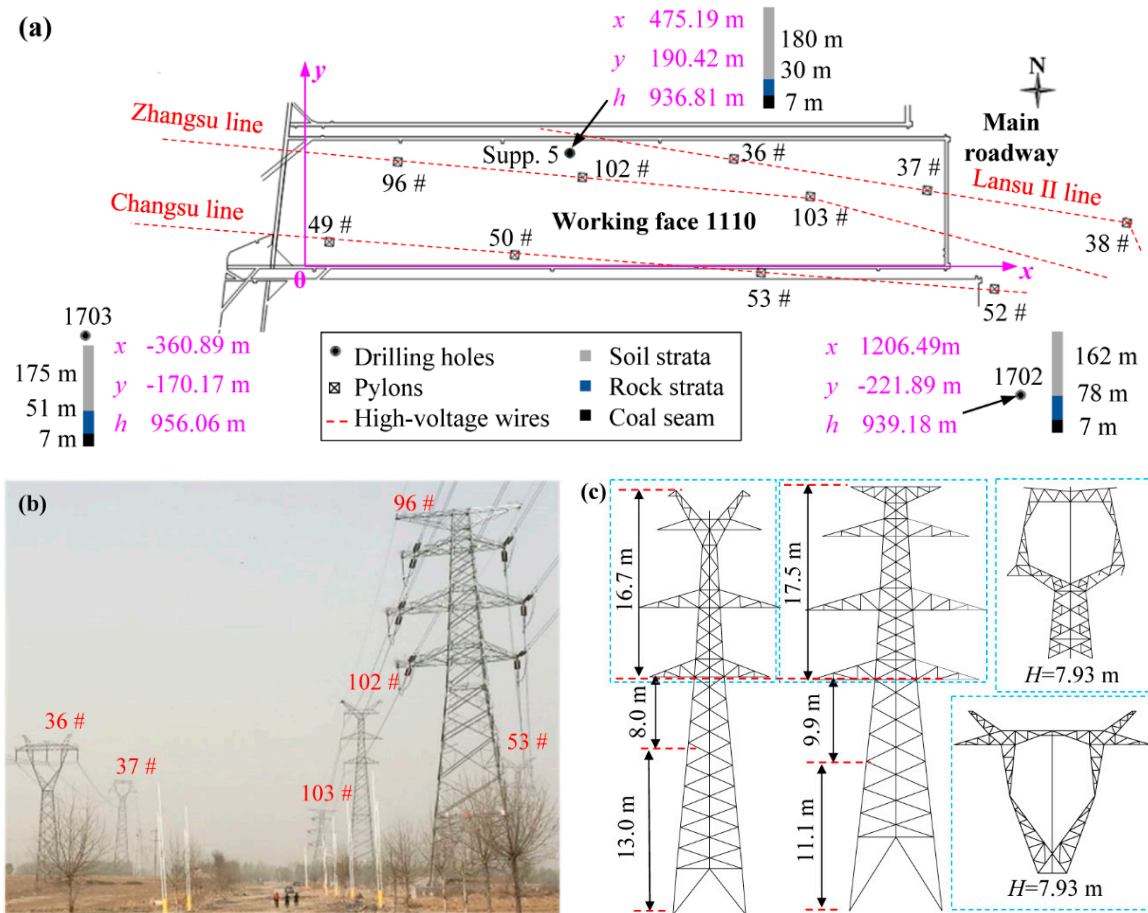 (a)
x 475.19 m
y 190.42 m
h 936.81 m
180 m
30 m
7 m
N
y
Zhangsu line
Supp. 5
Main
roadway
36 #
37 #
96 #
102 #
103 #
Lansu II line
38 #
Changsu line
Working face 1110
49 #
50 #
53 #
52 #
0
x
1703
175 m
51 m
7 m
x -360.89 m
y -170.17 m
h 956.06 m
Drilling holes
Pylons
High-voltage wires
Soil strata
Rock strata
Coal seam
x 1206.49m
y -221.89 m
h 939.18 m
1702
162 m
78 m
7 m
(b)
96 #
102 #
36 #
37 #
103 #
53 #
(c)
16.7 m
8.0 m
13.0 m
17.5 m
9.9 m
11.1 m
H=7.93 m
H=7.93 m